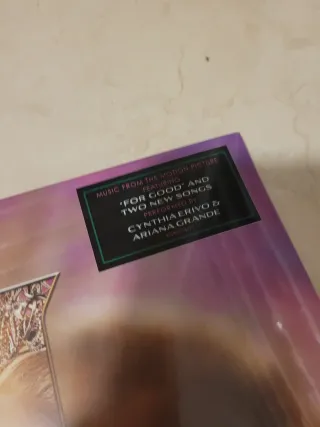 MUSIC FROM THE MOTION PICTURE
FEATURING
'FOR GOOD' AND
TWO NEW SONGS
PERFORMED BY
CYNTHIA ERIVO &
ARIANA GRANDE